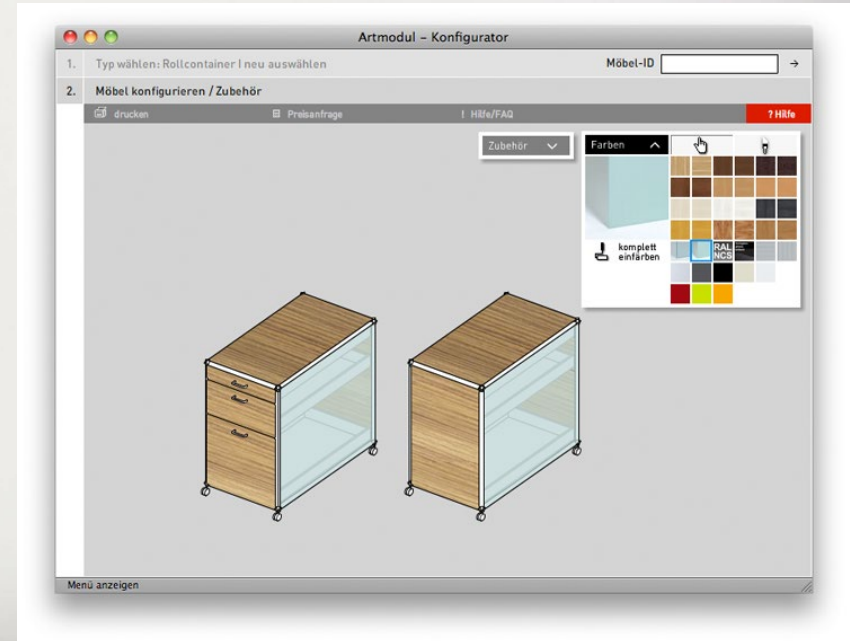 Artmodul – Konfigurator
1. Typ wählen: Rollcontainer I neu auswählen
Möbel-ID →
2. Möbel konfigurieren / Zubehör
drucken
Preisanfrage
! Hilfe/FAQ
? Hilfe
Zubehör
Farben
komplett
einfärben
RAL
NCS
Menü anzeigen